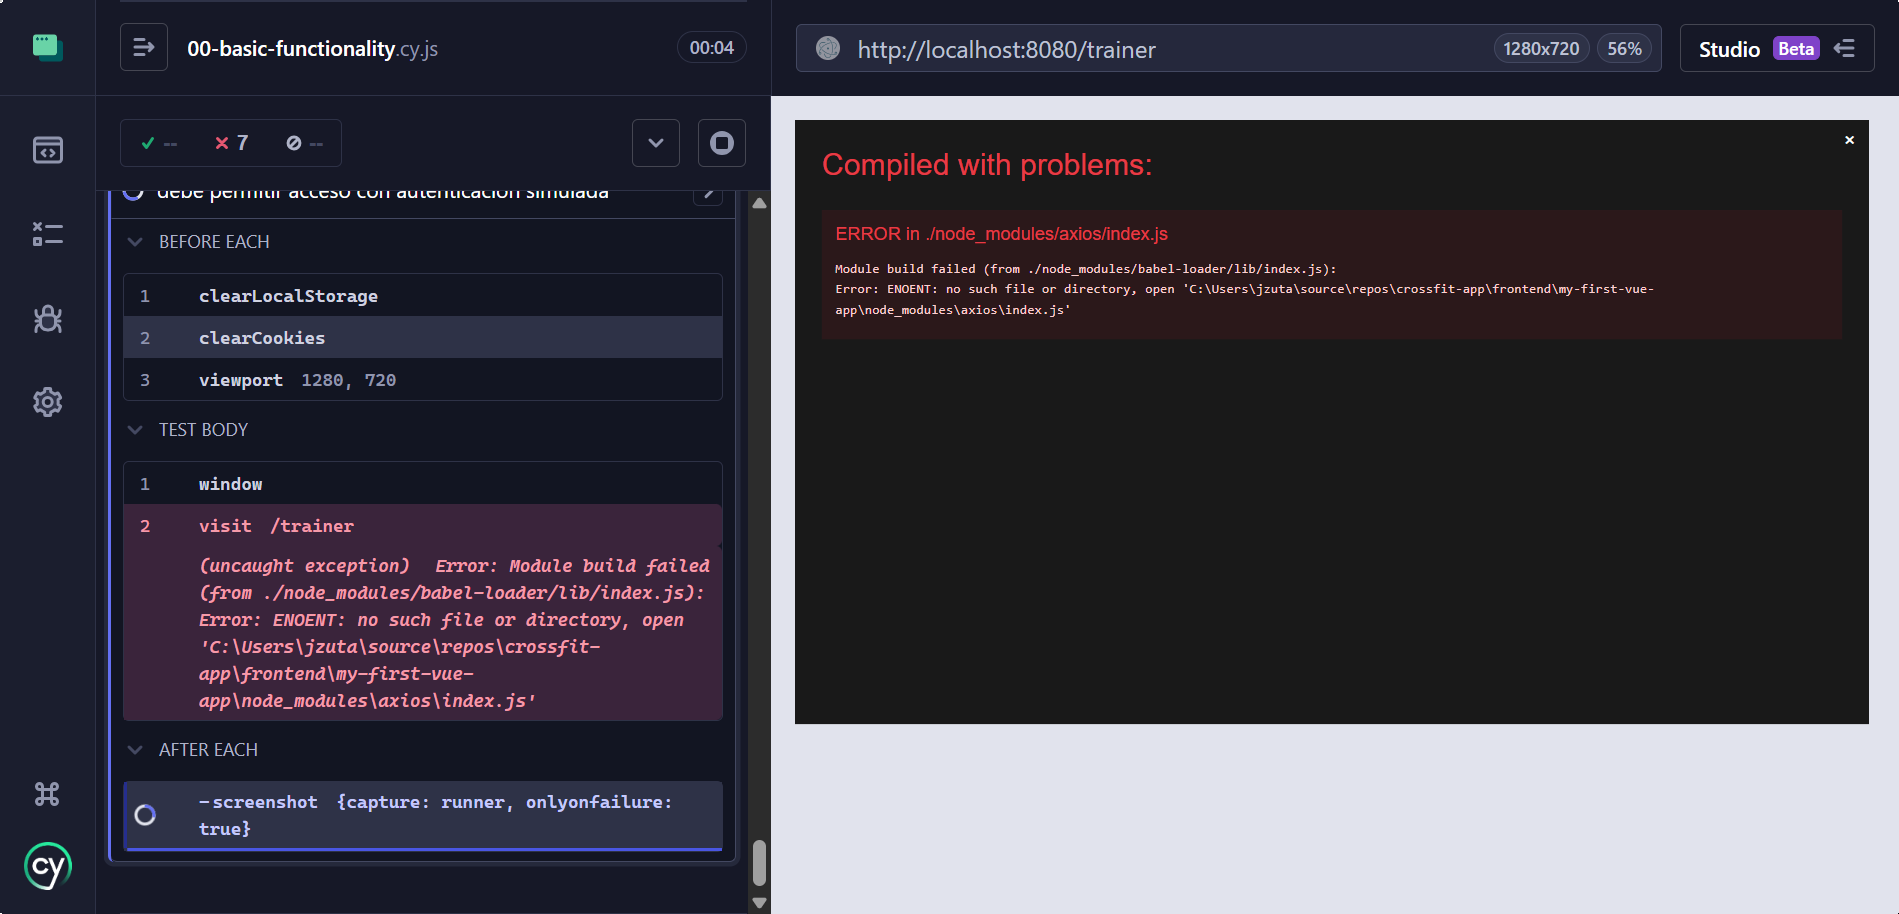 00-basic-functionality.cy.js
00:04
http://localhost:8080/trainer
1280x720
56%
Studio Beta
-- 7 --
debe permitir acceso con autenticación simulada
BEFORE EACH
1 clearLocalStorage
2 clearCookies
3 viewport 1280, 720
TEST BODY
1 window
2 visit /trainer
(uncaught exception) Error: Module build failed
(from ./node_modules/babel-loader/lib/index.js):
Error: ENOENT: no such file or directory, open
'C:\Users\jzuta\source\repos\crossfit-
app\frontend\my-first-vue-
app\node_modules\axios\index.js'
AFTER EACH
-screenshot {capture: runner, onlyonfailure:
true}
cy
Compiled with problems:
ERROR in ./node_modules/axios/index.js
Module build failed (from ./node_modules/babel-loader/lib/index.js):
Error: ENOENT: no such file or directory, open 'C:\Users\jzuta\source\repos\crossfit-app\frontend\my-first-vue-
app\node_modules\axios\index.js'